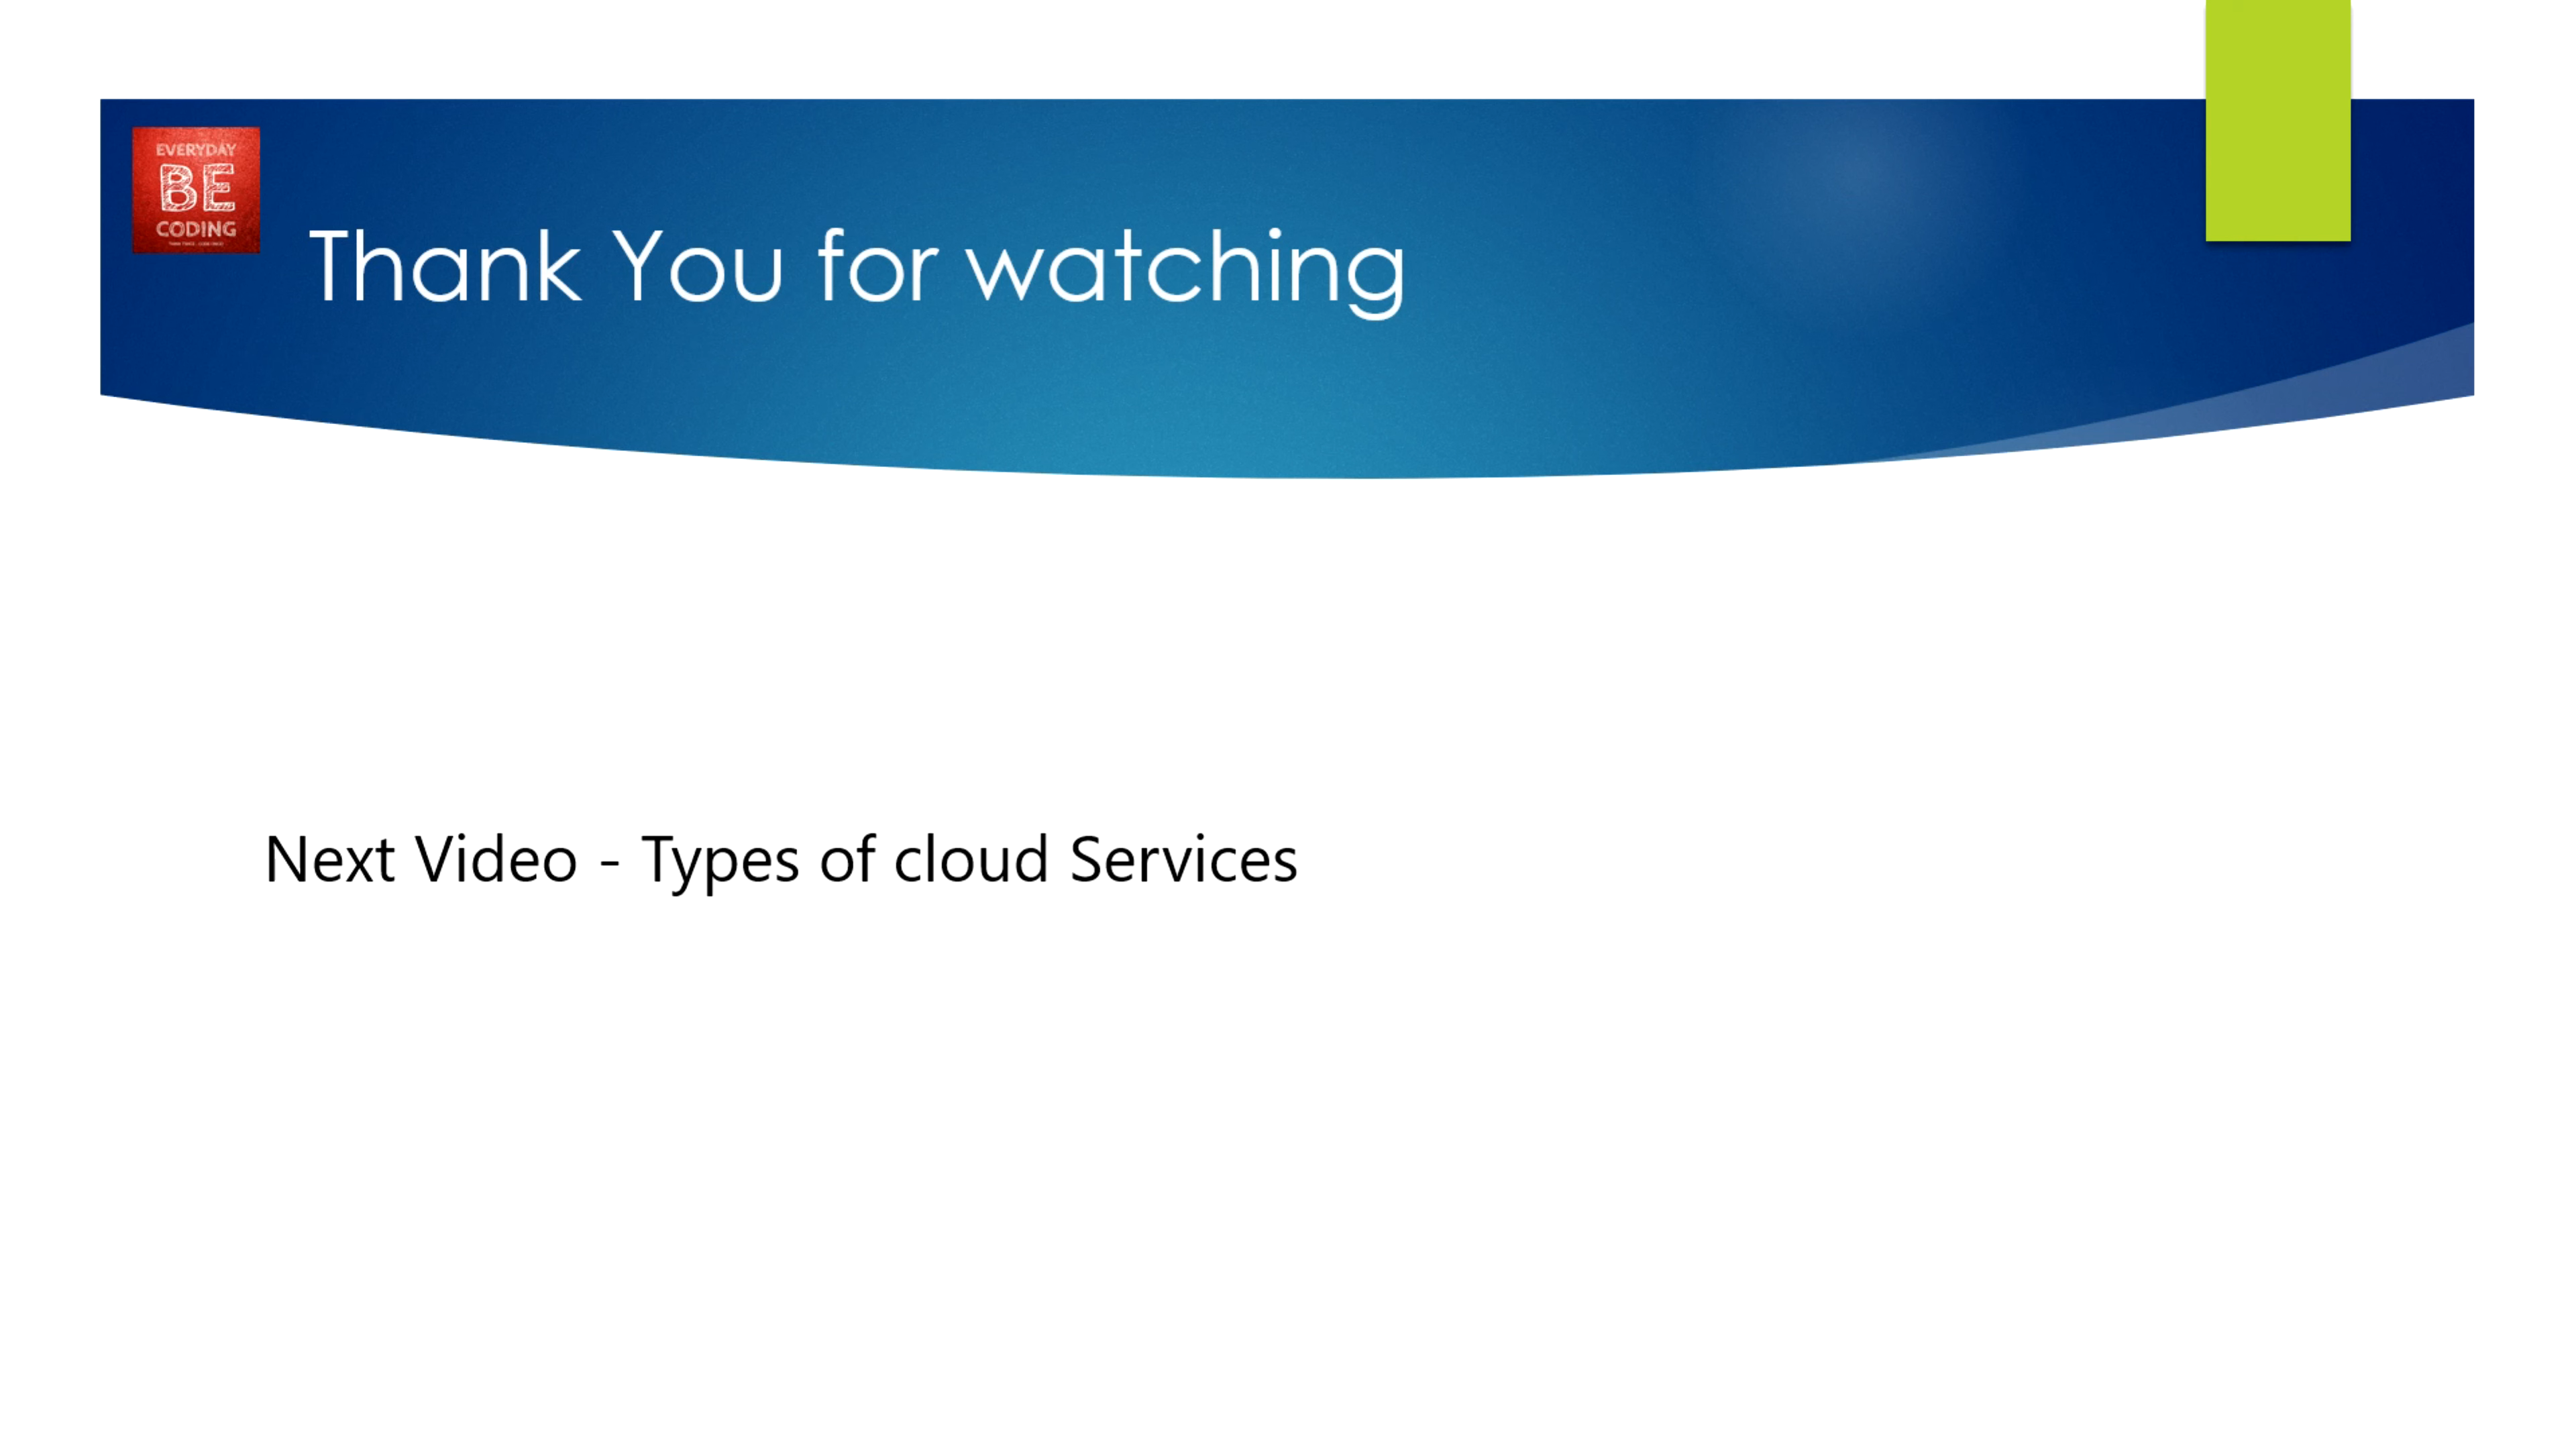 EVERYDAY
BE
CODING
Thank You for watching
Next Video - Types of cloud Services